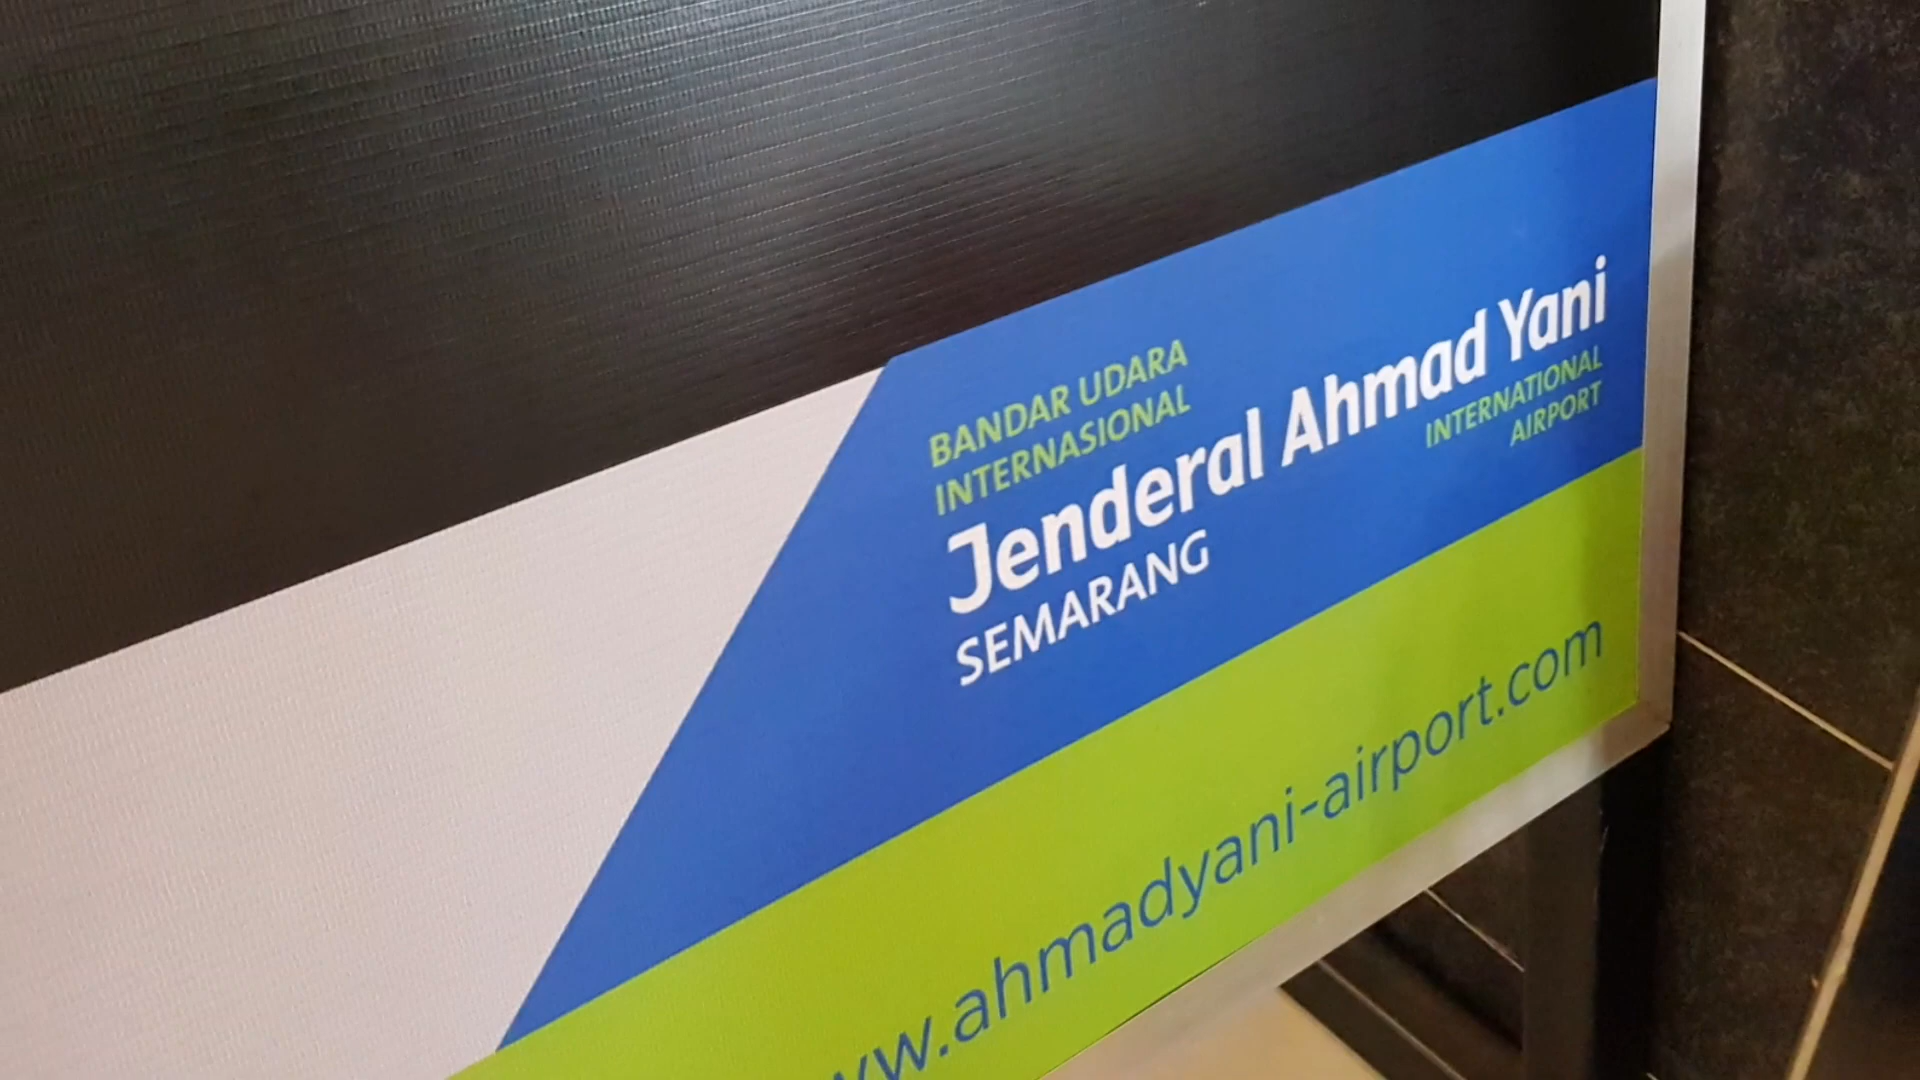 BANDAR UDARA
INTERNASIONAL
Jenderal Ahmad Yani
INTERNATIONAL
AIRPORT
SEMARANG
ww.ahmadyani-airport.com